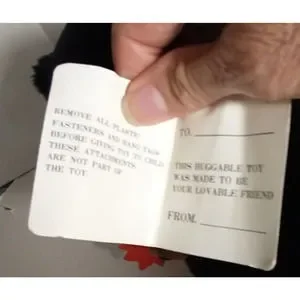 REMOVE ALL PLASTIC
FASTENERS AND HANG TAGS
BEFORE GIVING TOY TO CHILD
THESE ATTACHMENTS
ARE NOT PART OF
THE TOY.
TO:
THIS HUGGABLE TOY
WAS MADE TO BE
YOUR LOVABLE FRIEND
FROM.